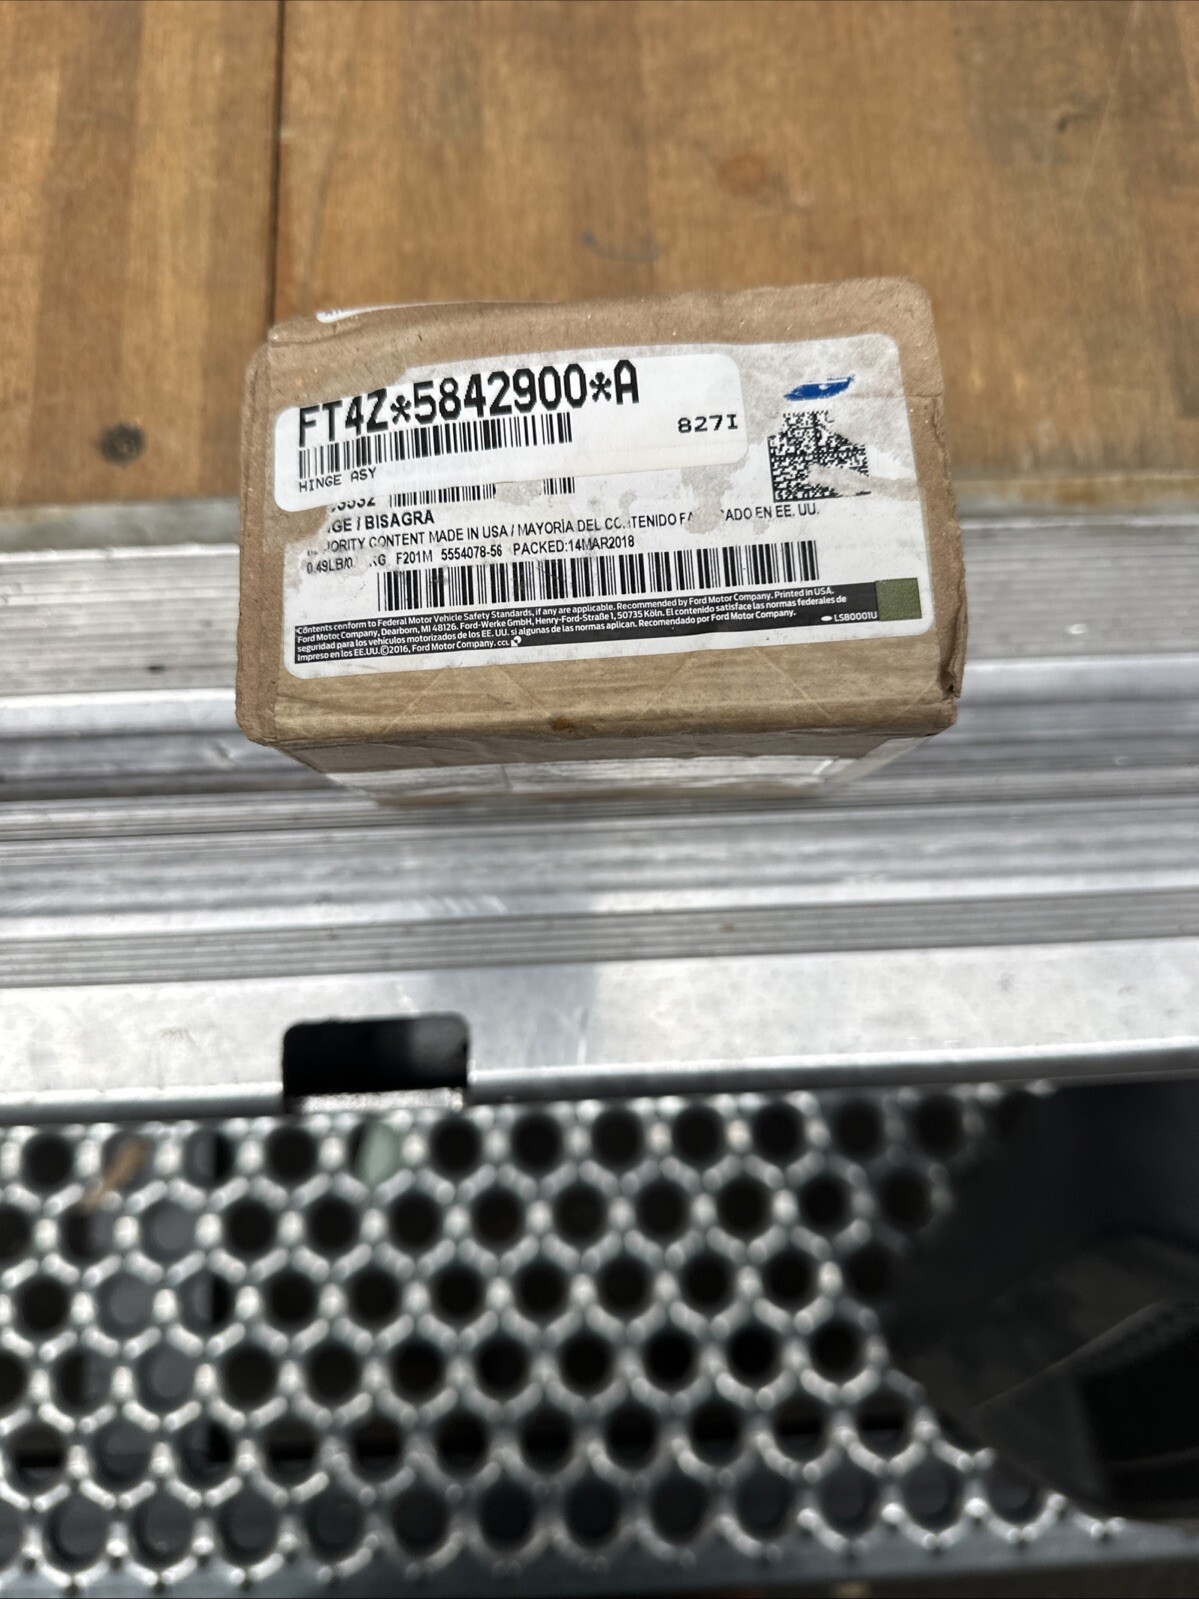 FT4Z*5842900*A
827I
HINGE ASY
BISAGRA
CONTENT MADE IN USA / MAYORÍA DEL EN EE. UU.
F201M 5554078-56 PACKED:14MAR2018
Contents conform to Federal Motor Vehicle Safety Standards, if any are applicable. Recommended by Ford Motor Company. Printed in USA.
Ford Motor Company, Dearborn, MI 48126. Ford-Werke GmbH, Henry-Ford-Straße 1, 50735 Köln. El contenido satisface las normas federales de
seguridad para los vehículos motorizados de los EE. UU. si algunas de las normas aplican. Recomendado por Ford Motor Company.
Impreso en los EE.UU.©2016, Ford Motor Company. CCL
LSB0001U